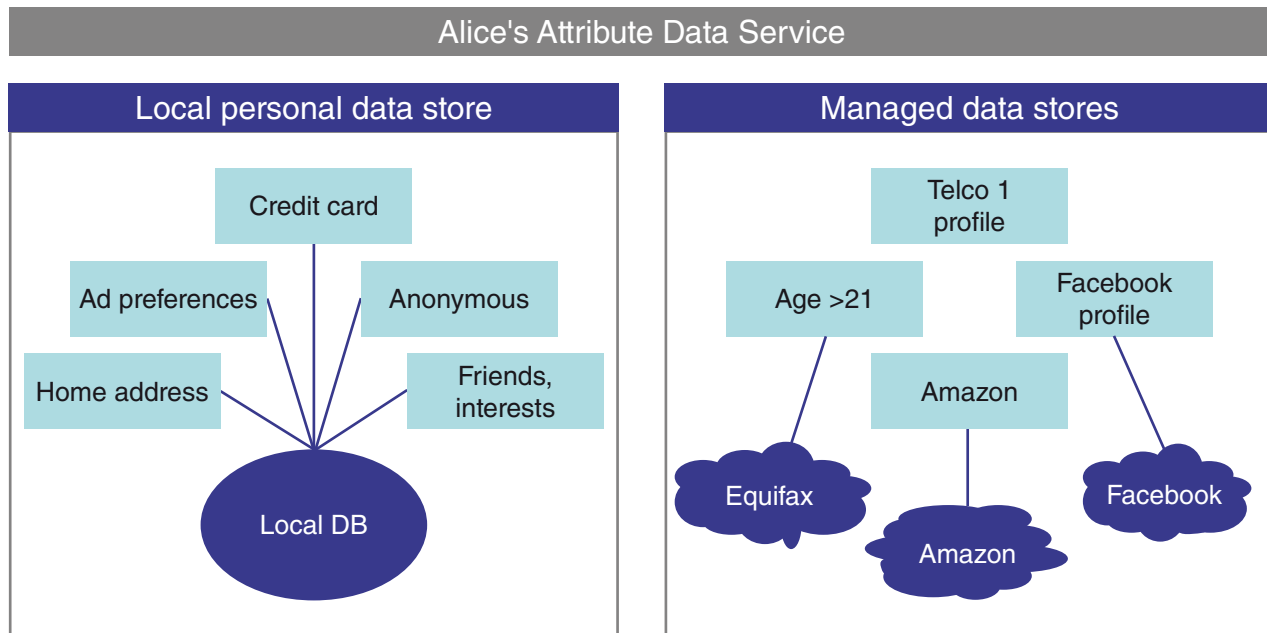 Alice's Attribute Data Service
Local personal data store
Credit card
Ad preferences
Anonymous
Home address
Friends,
interests
Local DB
Managed data stores
Telco 1
profile
Age >21
Facebook
profile
Amazon
Equifax
Facebook
Amazon